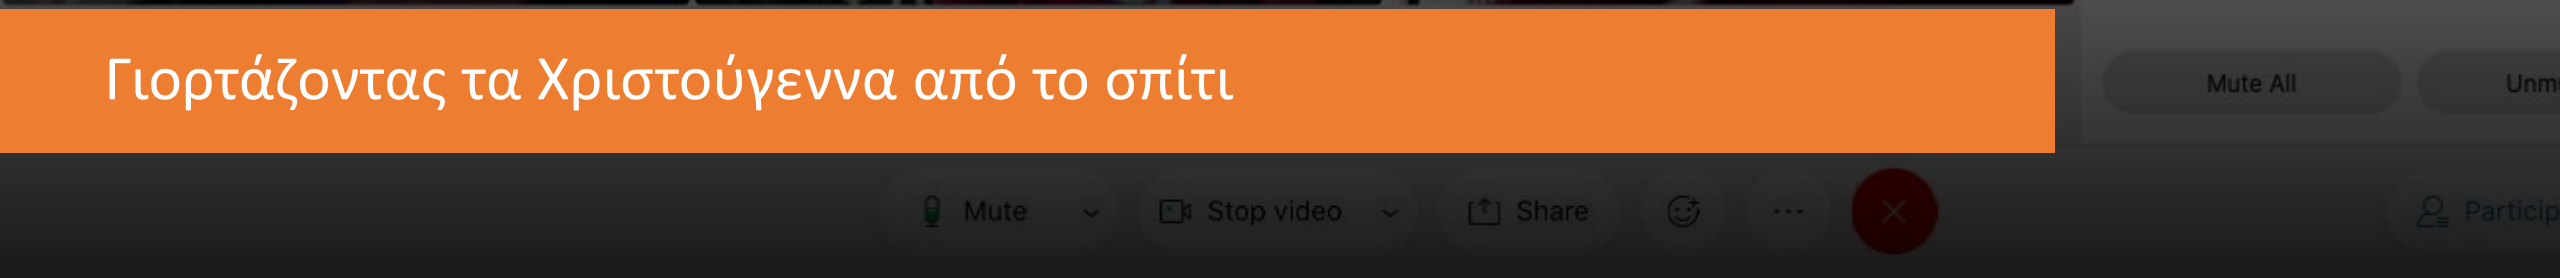 Γιορτάζοντας τα Χριστούγεννα από το σπίτι
Mute All
Mute
Stop video
Share